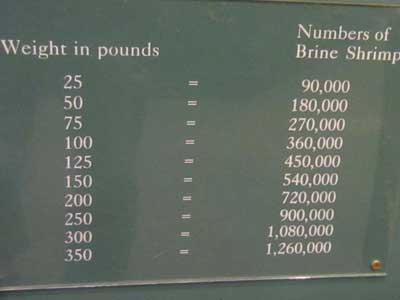 Weight in pounds Numbers of
Brine Shrimp
25 = 90,000
50 = 180,000
75 = 270,000
100 = 360,000
125 = 450,000
150 = 540,000
200 = 720,000
250 = 900,000
300 = 1,080,000
350 = 1,260,000